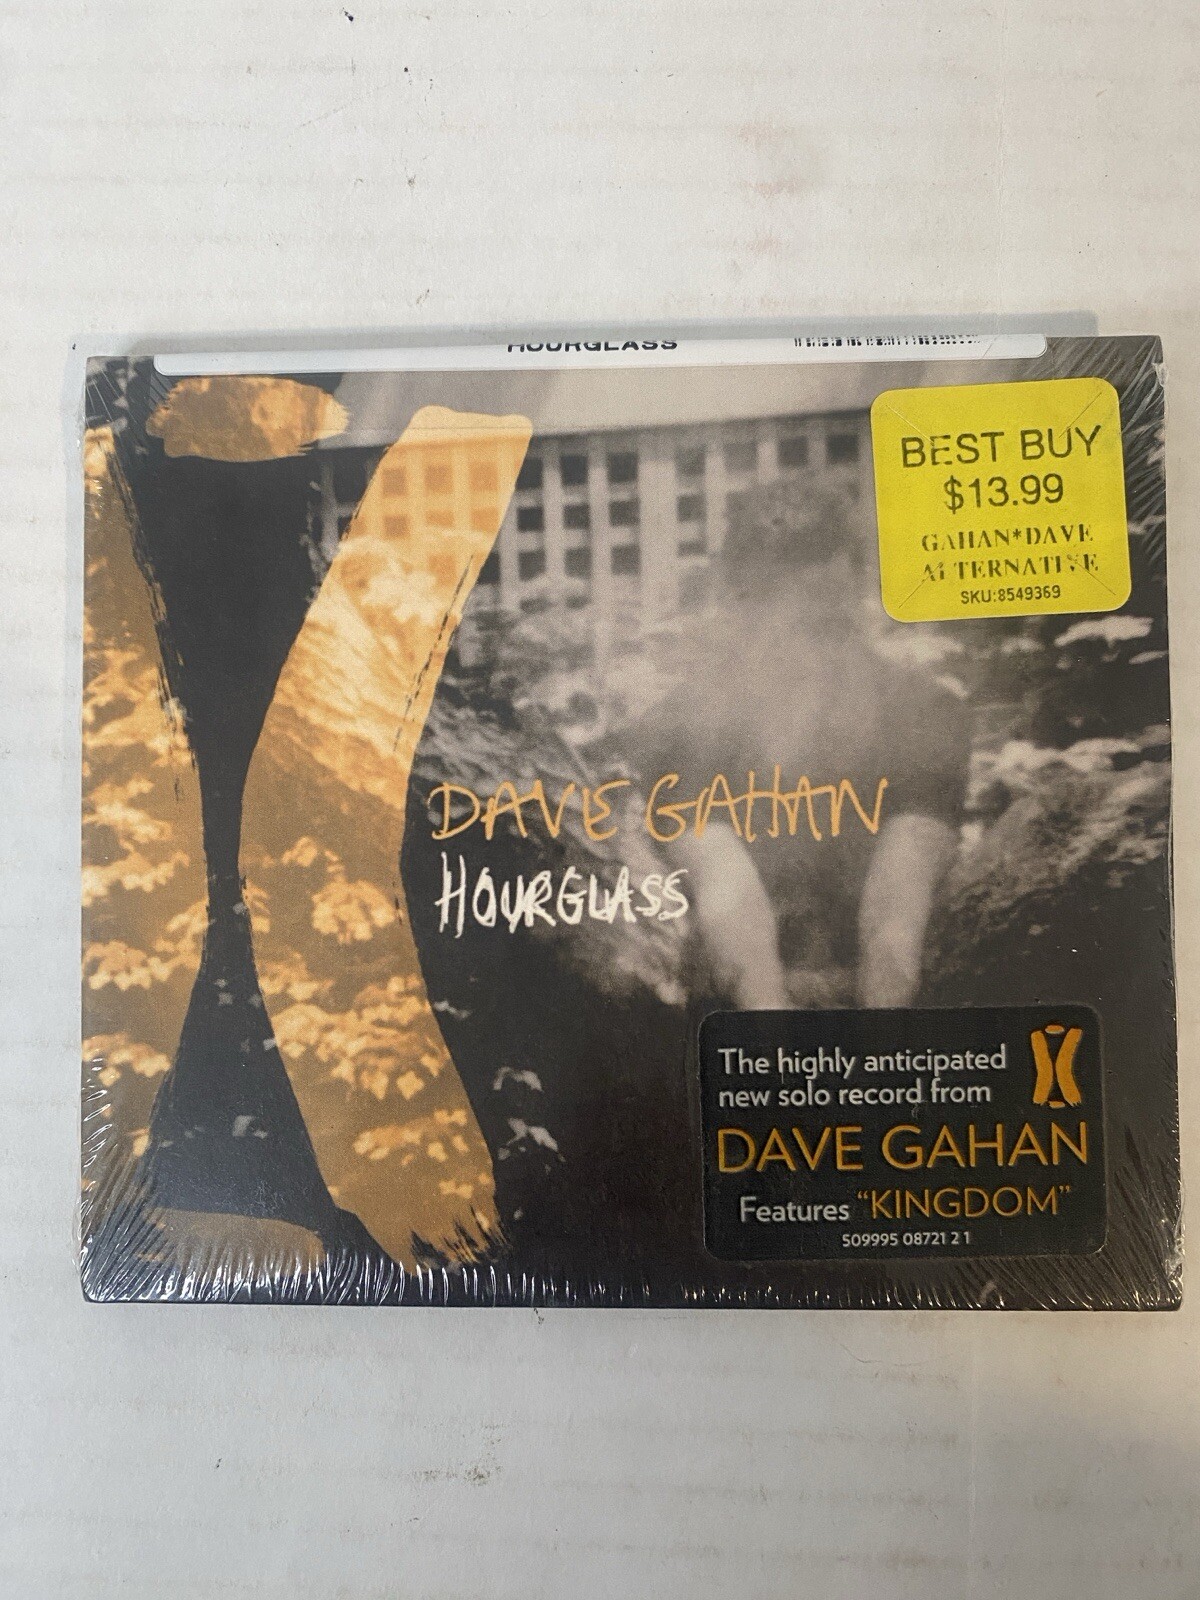 HOURGLASS
BEST BUY
$13.99
GAHAN*DAVE
ALTERNATIVE
SKU:8549369
DAVE GAHAN
HOURGLASS
The highly anticipated
new solo record from
DAVE GAHAN
Features “KINGDOM”
509995 08721 2 1